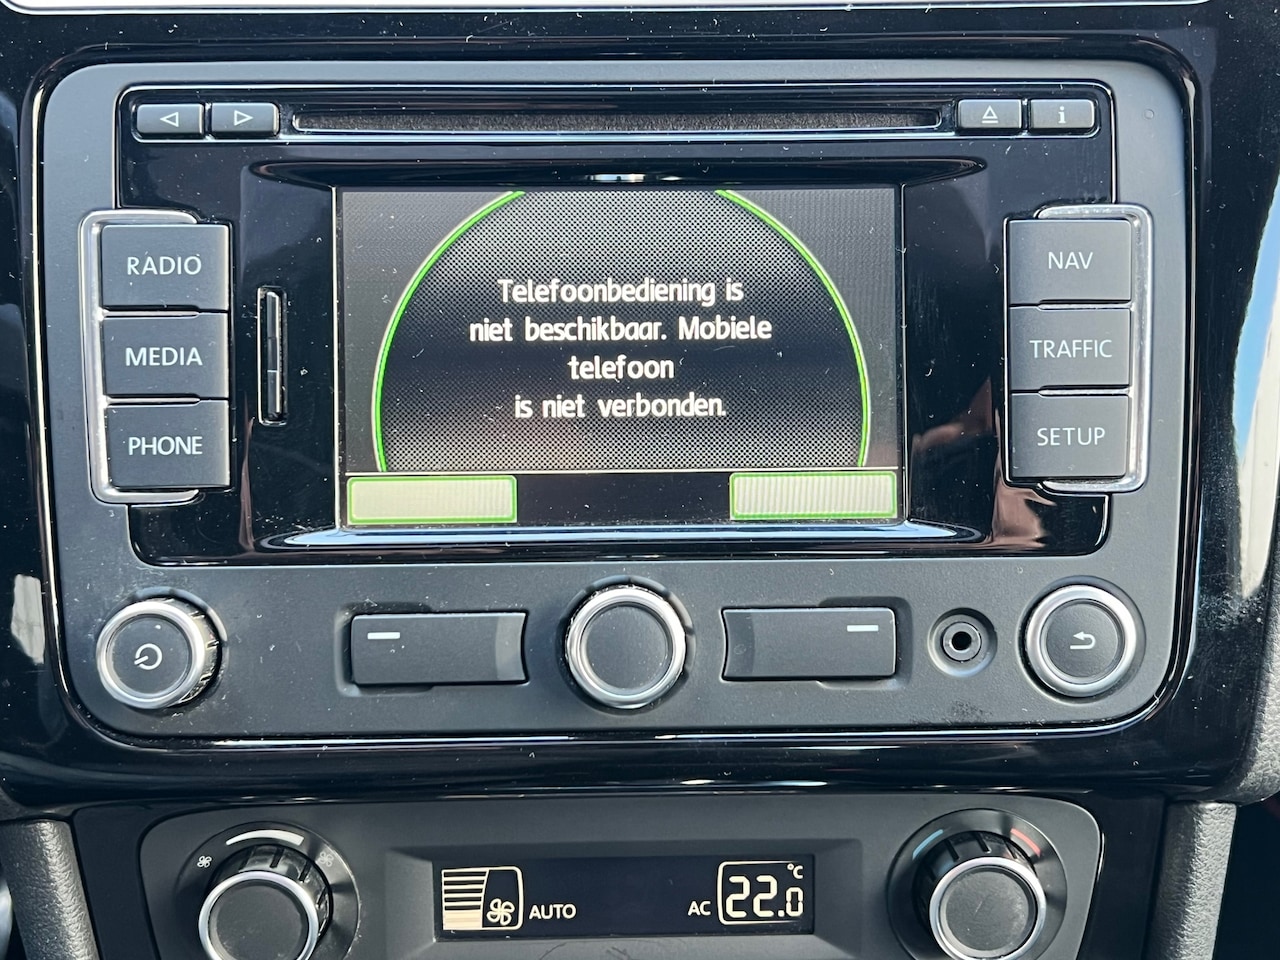 i
RADIO
MEDIA
PHONE
Telefoonbediening is
niet beschikbaar. Mobiele
telefoon
is niet verbonden.
NAV
TRAFFIC
SETUP
AUTO
AC 22.0 °C